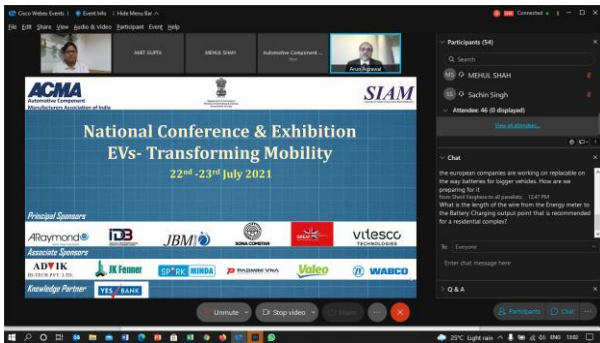 Cisco Webex Events | Event Info | Hide Menu Bar
Connected
File Edit Share View Audio & Video Participant Event Help
AMIT GUPTA
MEHUL SHAH
Automotive Component ...
Host
Arun Agrawal
ACMA
Automotive Component
Manufacturers Association of India
SIAM
National Conference & Exhibition
EVs- Transforming Mobility
22nd -23rd July 2021
Principal Sponsors
ARaymond
JBM
SONA COMSTAR
GREAT
vitesco
TECHNOLOGIES
Associate Sponsors
ADVIK
HI-TECH PVT. LTD.
JK Fenner
SPARK MINDA
PADMINI VNA
Valeo
WABCO
Knowledge Partner
YES BANK
Unmute
Stop video
Share
Participants (54)
Search
MS MEHUL SHAH
SS Sachin Singh
Attendee: 46 (0 displayed)
View all attendees...
Chat
the european companies are working on replacable on
the way batteries for bigger vehicles. How are we
preparing for it
to all panelists: 12:47 PM
What is the length of the wire from the Energy meter to
the Battery Charging output point that is recommended
for a residential complex?
To: Everyone
Enter chat message here
Q & A
Participants
Chat
25°C Light rain
ENG
1302